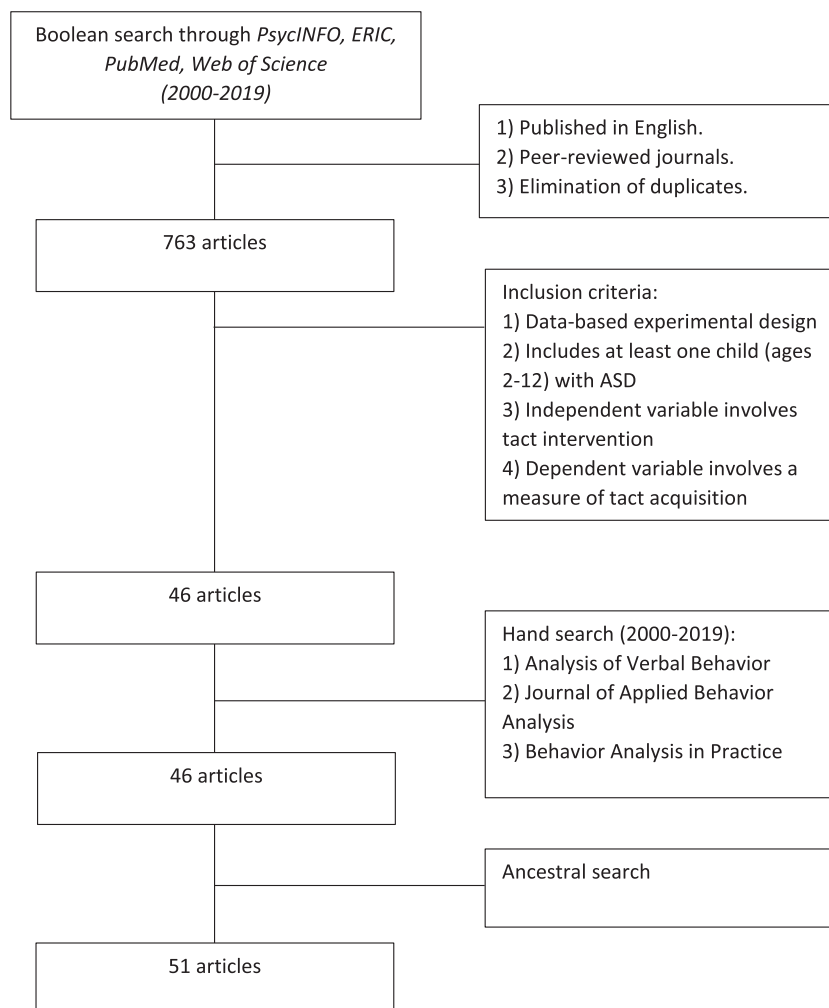 Boolean search through PsycINFO, ERIC,
PubMed, Web of Science
(2000-2019)
1) Published in English.
2) Peer-reviewed journals.
3) Elimination of duplicates.
763 articles
Inclusion criteria:
1) Data-based experimental design
2) Includes at least one child (ages
2-12) with ASD
3) Independent variable involves
tact intervention
4) Dependent variable involves a
measure of tact acquisition
46 articles
Hand search (2000-2019):
1) Analysis of Verbal Behavior
2) Journal of Applied Behavior
Analysis
3) Behavior Analysis in Practice
46 articles
Ancestral search
51 articles